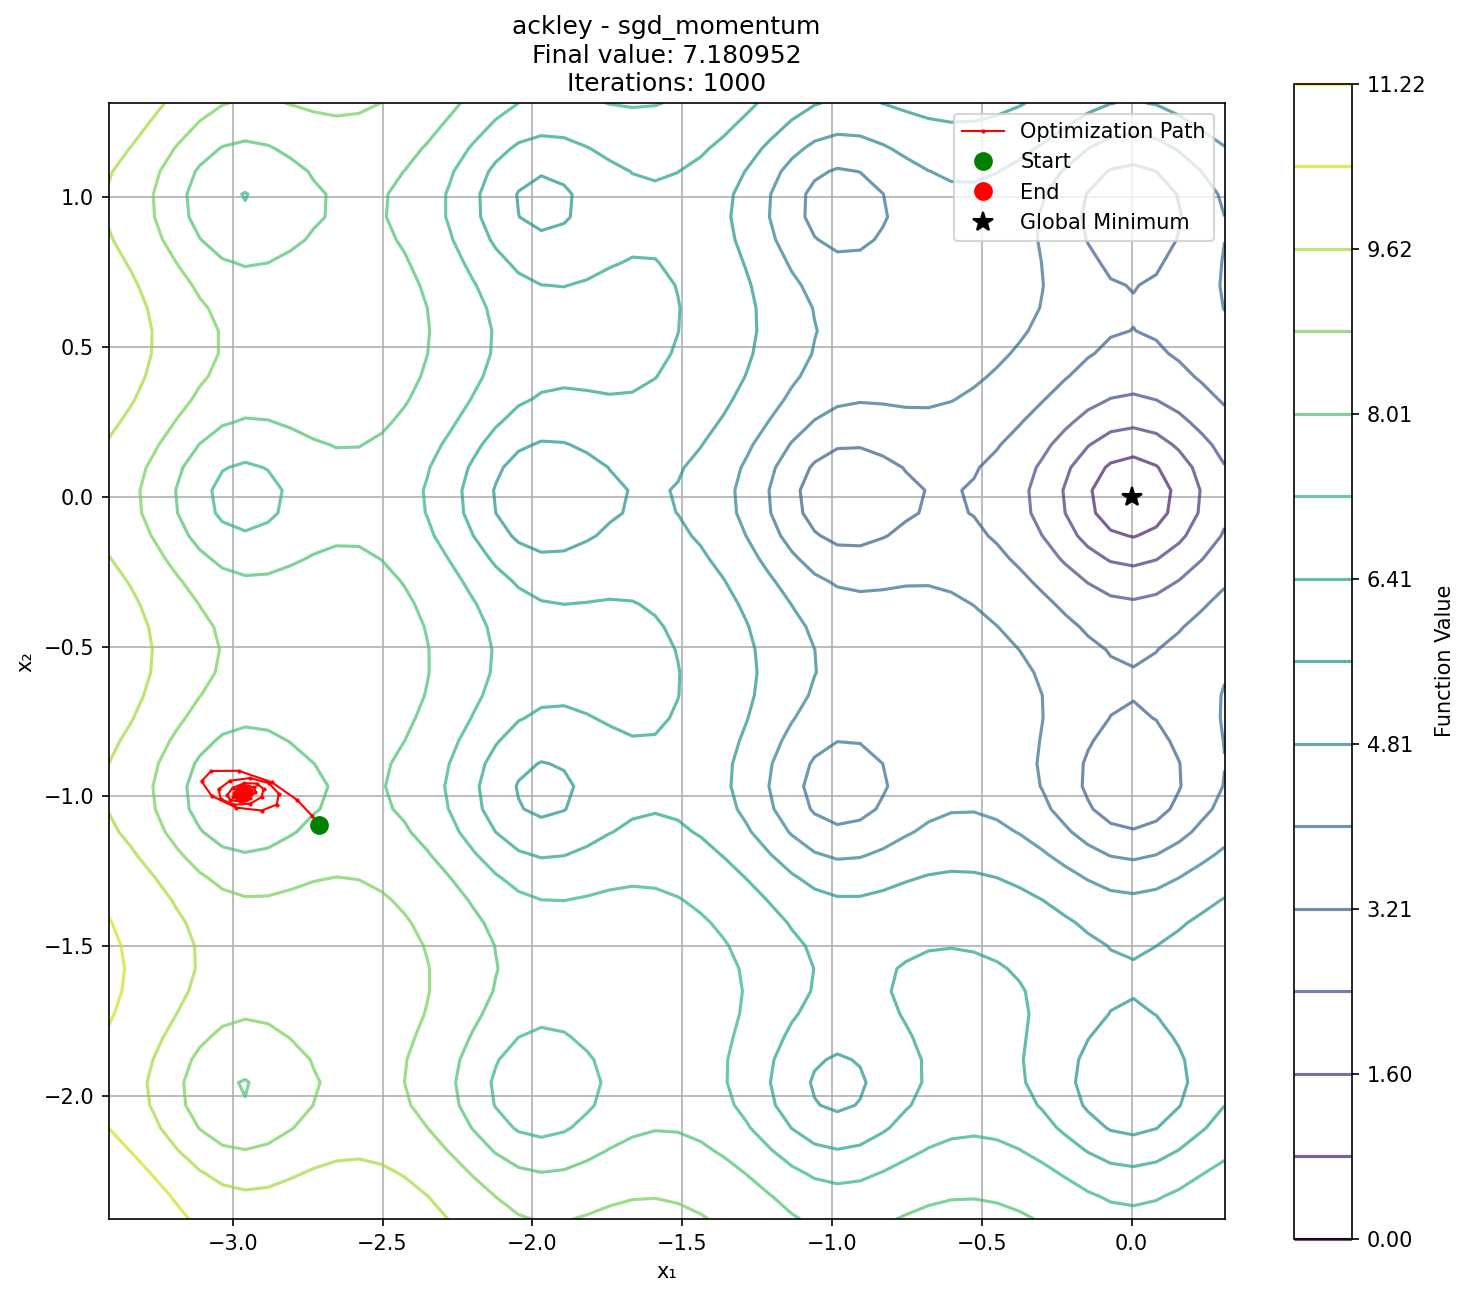 ackley - sgd_momentum
Final value: 7.180952
Iterations: 1000
Optimization Path
Start
End
Global Minimum
1.0
0.5
0.0
−0.5
−1.0
−1.5
−2.0
x₂
−3.0
−2.5
−2.0
−1.5
−1.0
−0.5
0.0
x₁
11.22
9.62
8.01
6.41
4.81
3.21
1.60
0.00
Function Value